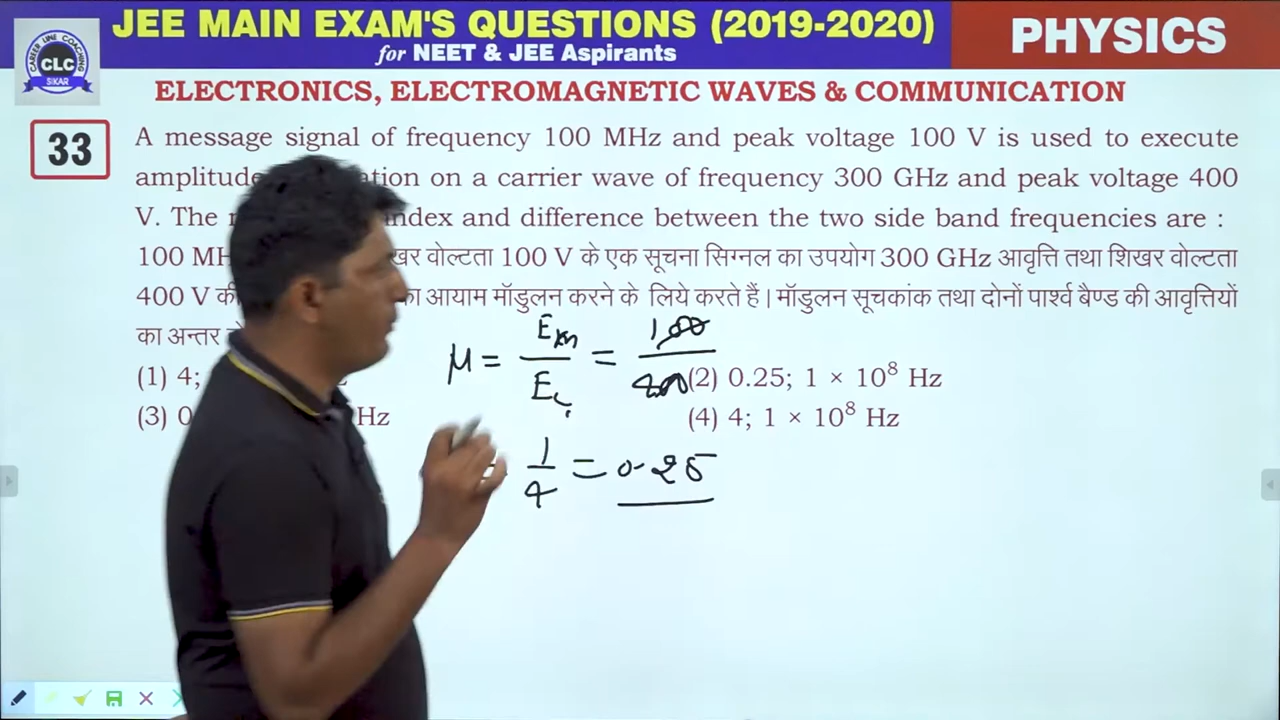 JEE MAIN EXAM'S QUESTIONS (2019-2020)
for NEET & JEE Aspirants
PHYSICS
CAREER LINE COACHING
CLC
SIKAR
ELECTRONICS, ELECTROMAGNETIC WAVES & COMMUNICATION
33
A message signal of frequency 100 MHz and peak voltage 100 V is used to execute
amplitude on a carrier wave of frequency 300 GHz and peak voltage 400
V. The index and difference between the two side band frequencies are :
100 वोल्टता 100 V के एक सूचना सिग्नल का उपयोग 300 GHz आवृत्ति तथा शिखर वोल्टता
400 V की का आयाम मॉडुलन करने के लिये करते हैं। मॉडुलन सूचकांक तथा दोनों पार्श्व बैण्ड की आवृत्तियों
का अन्तर
μ = Em / Ec = 100 / 400
(1) 4;
(2) 0.25; 1 × 10⁸ Hz
(3) Hz
(4) 4; 1 × 10⁸ Hz
1/4 = 0.25